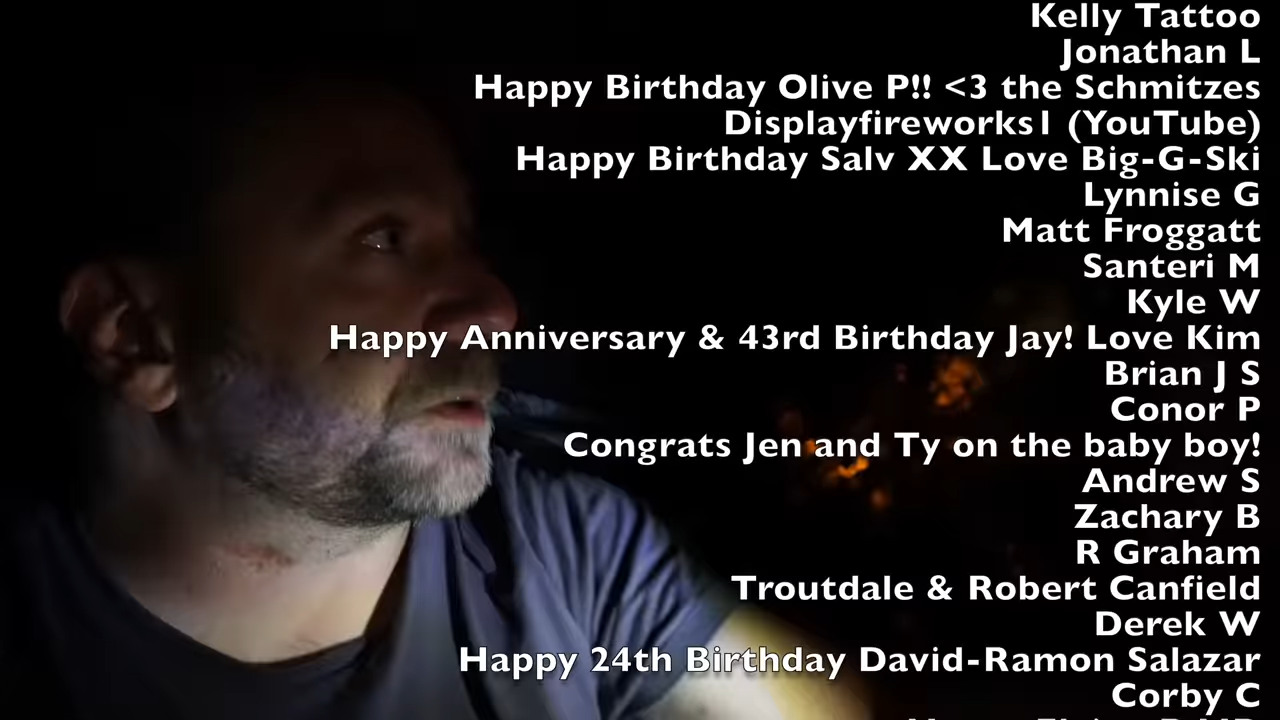 Kelly Tattoo
Jonathan L
Happy Birthday Olive P!! <3 the Schmitzes
Displayfireworks1 (YouTube)
Happy Birthday Salv XX Love Big-G-Ski
Lynnise G
Matt Froggatt
Santeri M
Kyle W
Happy Anniversary & 43rd Birthday Jay! Love Kim
Brian J S
Conor P
Congrats Jen and Ty on the baby boy!
Andrew S
Zachary B
R Graham
Troutdale & Robert Canfield
Derek W
Happy 24th Birthday David-Ramon Salazar
Corby C